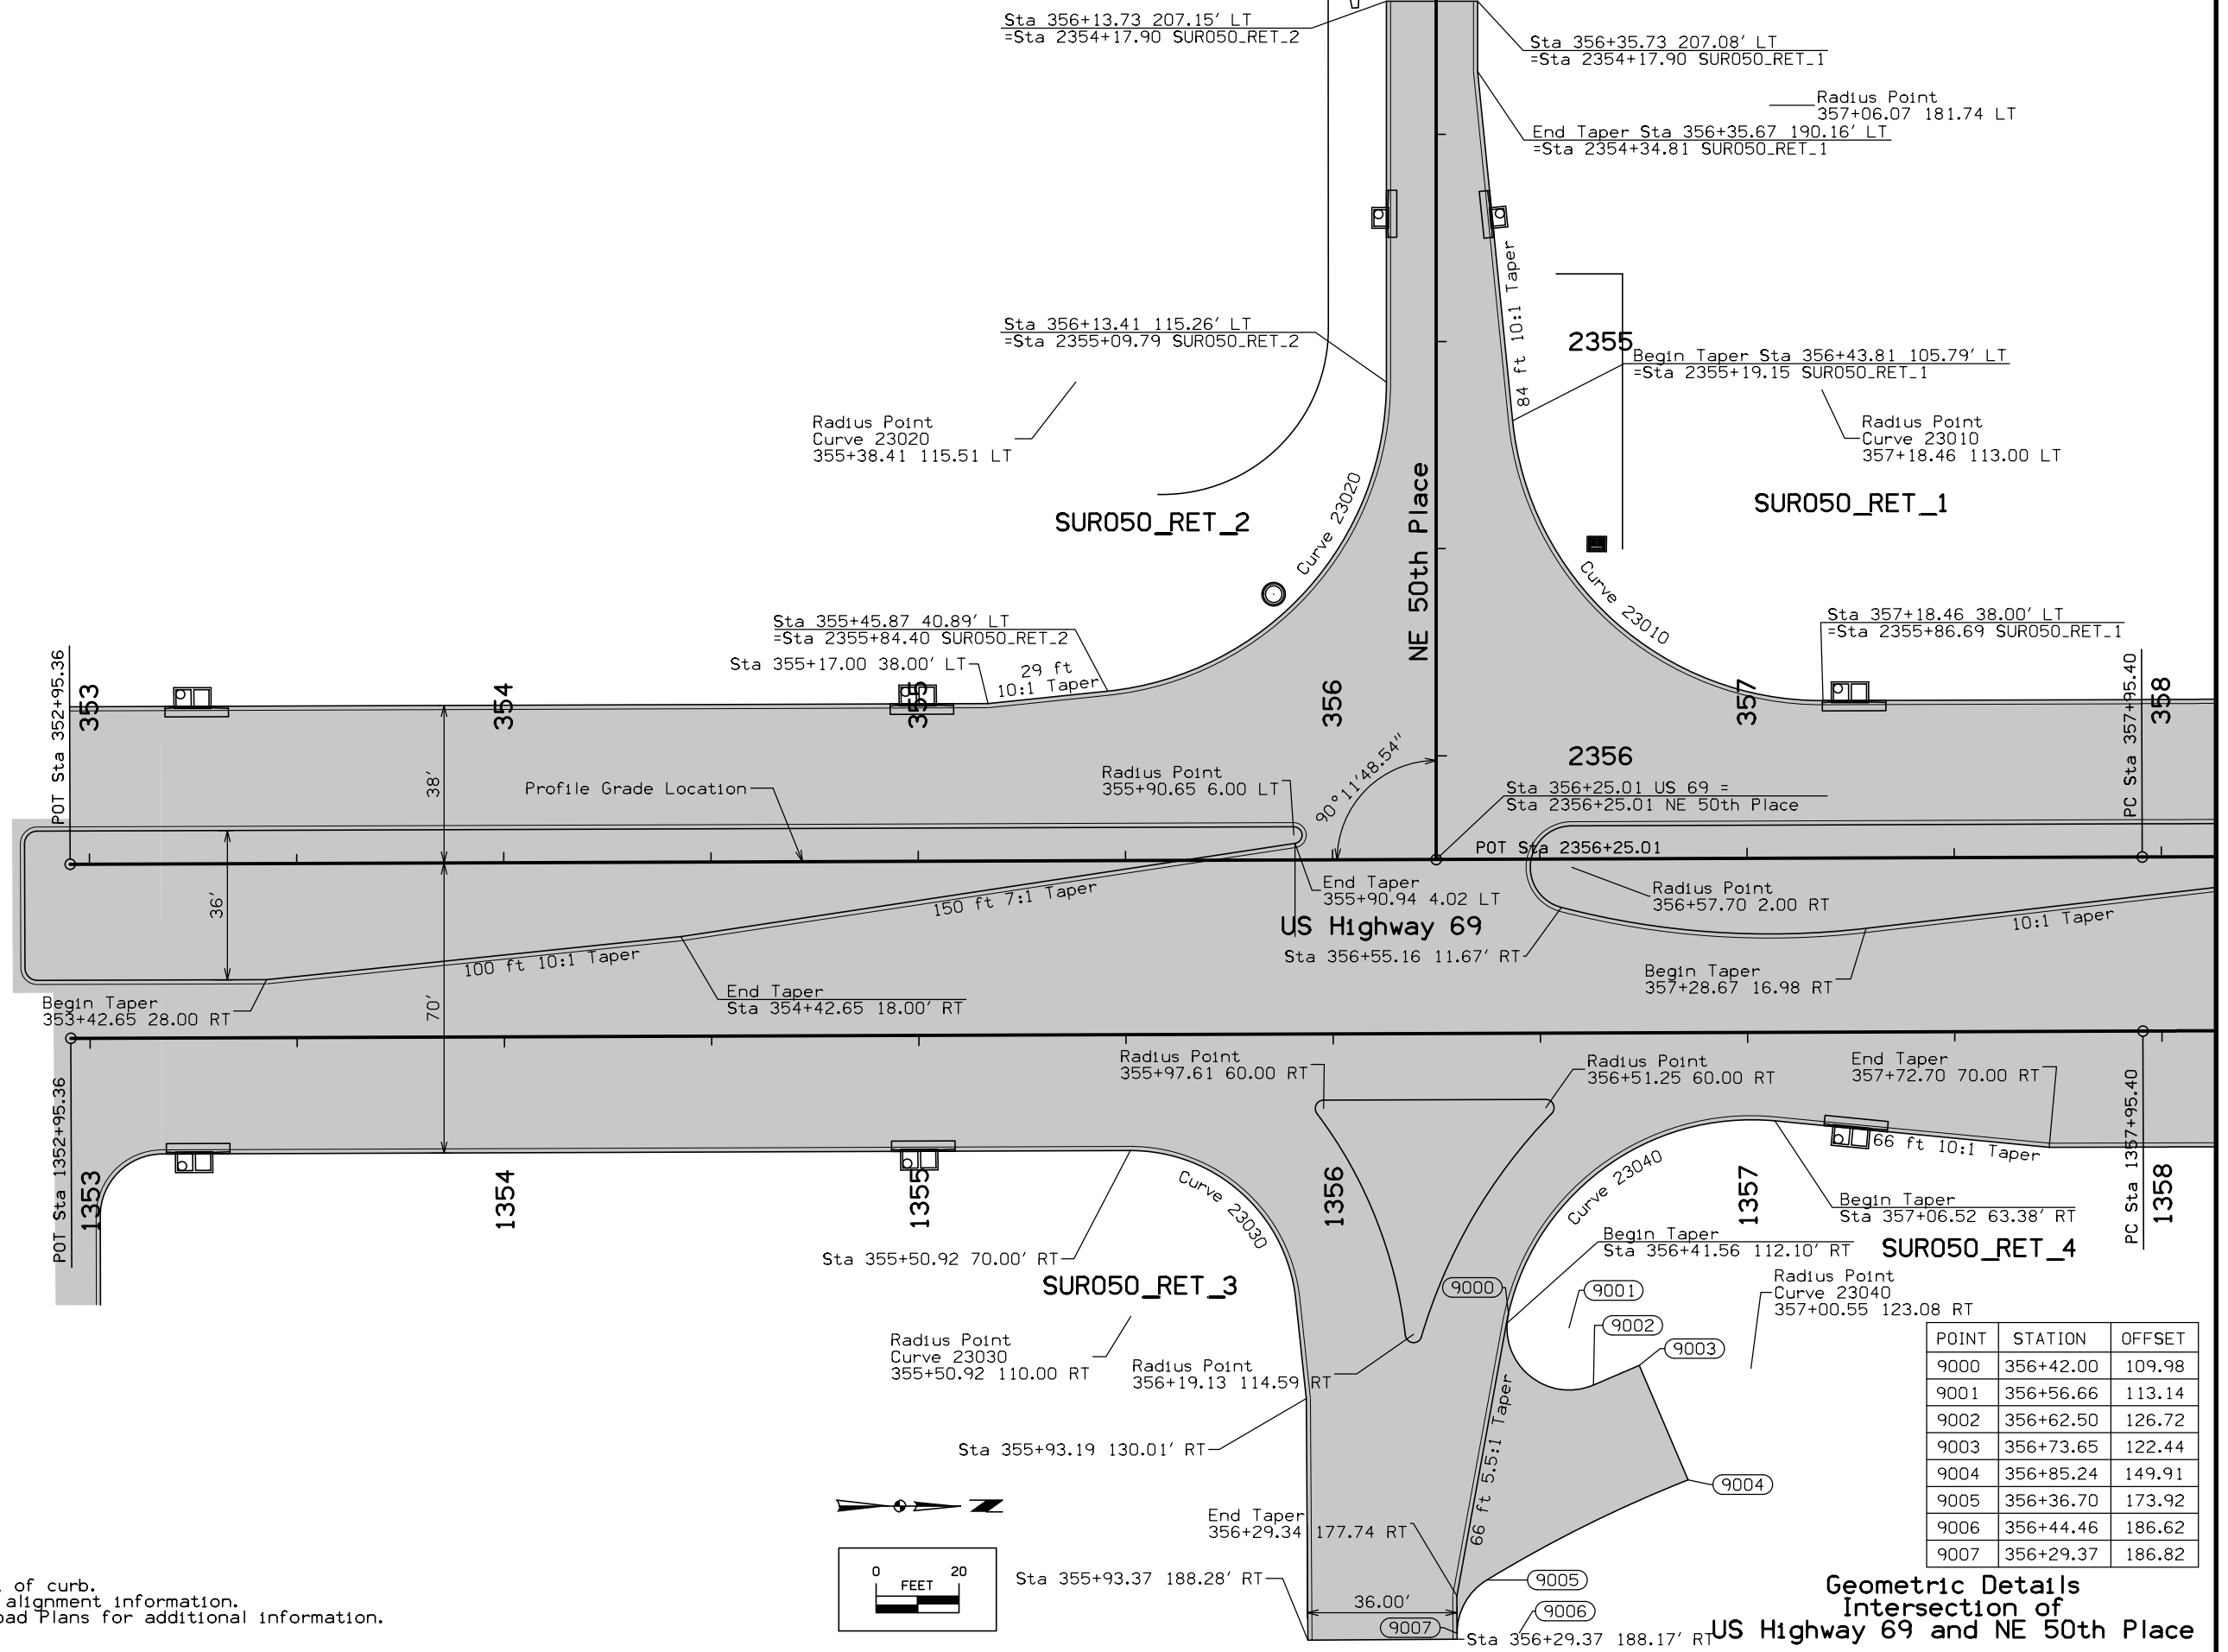 Sta 356+13.73 207.15' LT
=Sta 2354+17.90 SUR050_RET_2
Sta 356+35.73 207.08' LT
=Sta 2354+17.90 SUR050_RET_1
Radius Point
357+06.07 181.74 LT
End Taper Sta 356+35.67 190.16' LT
=Sta 2354+34.81 SUR050_RET_1
84 ft 10:1 Taper
Sta 356+13.41 115.26' LT
=Sta 2355+09.79 SUR050_RET_2
2355
Begin Taper Sta 356+43.81 105.79' LT
=Sta 2355+19.15 SUR050_RET_1
Radius Point
Curve 23020
355+38.41 115.51 LT
Radius Point
Curve 23010
357+18.46 113.00 LT
SUR050_RET_2
Curve 23020
NE 50th Place
SUR050_RET_1
Curve 23010
Sta 355+45.87 40.89' LT
=Sta 2355+84.40 SUR050_RET_2
Sta 355+17.00 38.00' LT
29 ft
10:1 Taper
Sta 357+18.46 38.00' LT
=Sta 2355+86.69 SUR050_RET_1
POT Sta 352+95.36
353
354
355
356
357
PC Sta 357+95.40
358
38'
Profile Grade Location
Radius Point
355+90.65 6.00 LT
90°11'48.54"
2356
Sta 356+25.01 US 69 =
Sta 2356+25.01 NE 50th Place
POT Sta 2356+25.01
36'
150 ft 7:1 Taper
End Taper
355+90.94 4.02 LT
Radius Point
356+57.70 2.00 RT
10:1 Taper
US Highway 69
Sta 356+55.16 11.67' RT
100 ft 10:1 Taper
Begin Taper
357+28.67 16.98 RT
Begin Taper
353+42.65 28.00 RT
70'
End Taper
Sta 354+42.65 18.00' RT
Radius Point
355+97.61 60.00 RT
Radius Point
356+51.25 60.00 RT
End Taper
357+72.70 70.00 RT
POT Sta 1352+95.36
1353
1354
1355
1356
1357
PC Sta 1357+95.40
1358
66 ft 10:1 Taper
Curve 23030
Curve 23040
Begin Taper
Sta 357+06.52 63.38' RT
Begin Taper
Sta 356+41.56 112.10' RT
SUR050_RET_4
Sta 355+50.92 70.00' RT
SUR050_RET_3
9000
9001
9002
9003
Radius Point
Curve 23040
357+00.55 123.08 RT
Radius Point
Curve 23030
355+50.92 110.00 RT
Radius Point
356+19.13 114.59 RT
POINT STATION OFFSET
9000 356+42.00 109.98
9001 356+56.66 113.14
9002 356+62.50 126.72
9003 356+73.65 122.44
9004 356+85.24 149.91
9005 356+36.70 173.92
9006 356+44.46 186.62
9007 356+29.37 186.82
Sta 355+93.19 130.01' RT
66 ft 5.5:1 Taper
9004
End Taper
356+29.34 177.74 RT
0 20
FEET
Sta 355+93.37 188.28' RT
36.00'
9005
9006
9007
Sta 356+29.37 188.17' RT
of curb.
alignment information.
oad Plans for additional information.
Geometric Details
Intersection of
US Highway 69 and NE 50th Place